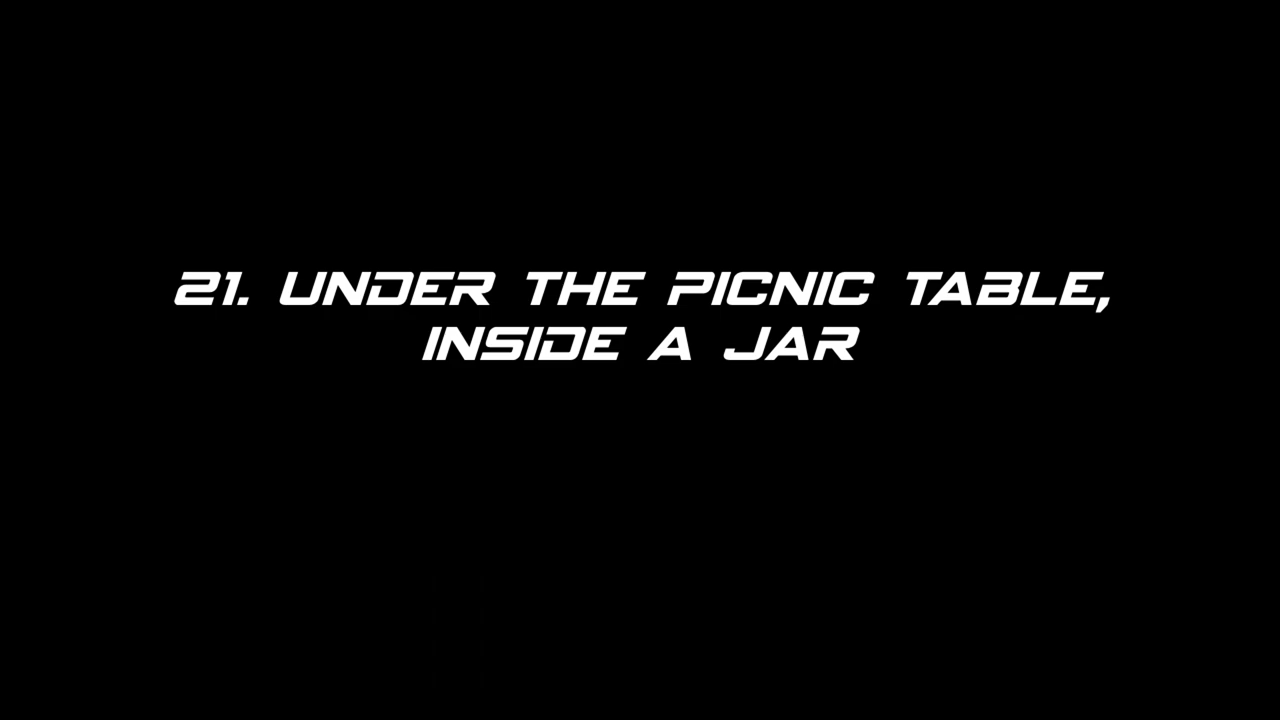 21. UNDER THE PICNIC TABLE,
INSIDE A JAR